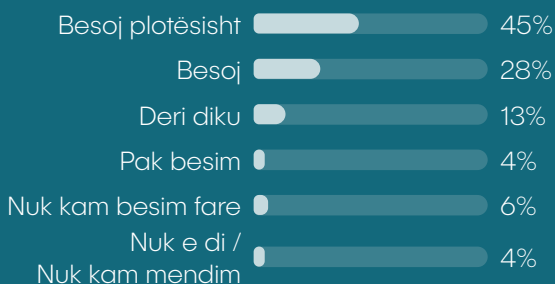 Besoj plotësisht 45%
Besoj 28%
Deri diku 13%
Pak besim 4%
Nuk kam besim fare 6%
Nuk e di /
Nuk kam mendim 4%